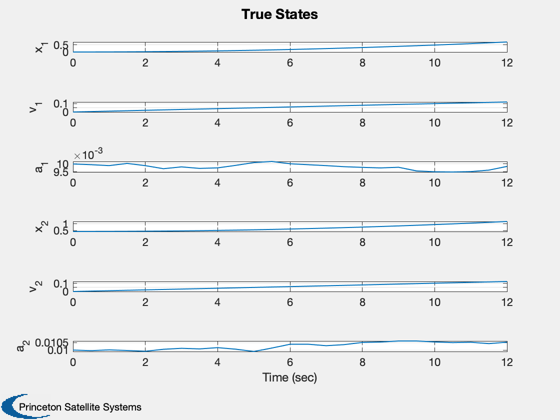 True States
x1
0.5
0
0 2 4 6 8 10 12
v1
0.1
0
0 2 4 6 8 10 12
×10-3
a1
10
9.5
0 2 4 6 8 10 12
x2
1
0.5
0 2 4 6 8 10 12
v2
0.1
0
0 2 4 6 8 10 12
a2
0.0105
0.01
0 2 4 6 8 10 12
Time (sec)
Princeton Satellite Systems